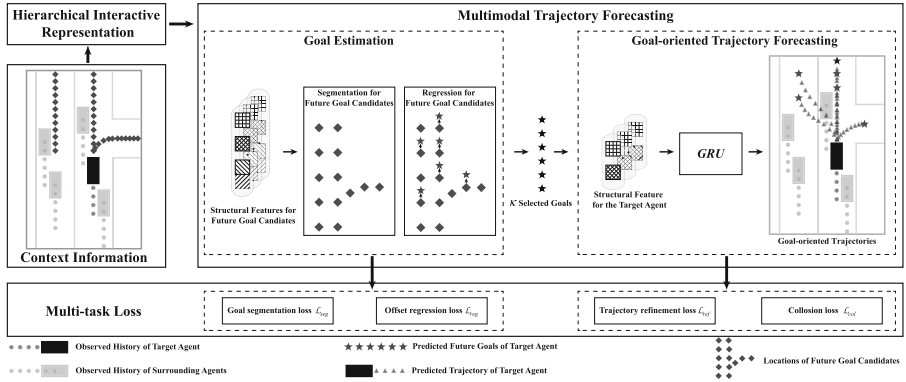 Hierarchical Interactive
Representation
Multimodal Trajectory Forecasting
Goal Estimation
Goal-oriented Trajectory Forecasting
Segmentation for
Future Goal Candidates
Regression for
Future Goal Candidates
GRU
Structural Features for
Future Goal Candiates
K Selected Goals
Structural Feature
for the Target Agent
Goal-oriented Trajectories
Context Information
Multi-task Loss
Goal segmentation loss ℒseg
Offset regression loss ℒreg
Trajectory refinement loss ℒref
Collosion loss ℒcol
Observed History of Target Agent
Predicted Future Goals of Target Agent
Locations of Future Goal Candidates
Observed History of Surrounding Agents
Predicted Trajectory of Target Agent